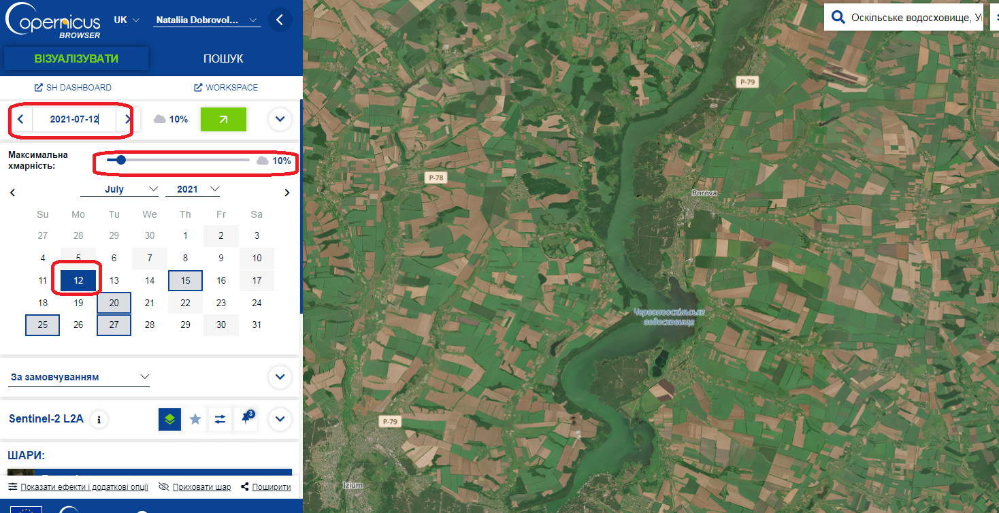 Copernicus
BROWSER
UK
Nataliia Dobrovol...
ВІЗУАЛІЗУВАТИ
ПОШУК
SH DASHBOARD
WORKSPACE
2021-07-12
10%
Максимальна
хмарність:
10%
July
2021
Su Mo Tu We Th Fr Sa
27 28 29 30 1 2 3
4 5 6 7 8 9 10
11 12 13 14 15 16 17
18 19 20 21 22 23 24
25 26 27 28 29 30 31
За замовчуванням
Sentinel-2 L2A
i
3
ШАРИ:
Показати ефекти і додаткові опції
Приховати шар
Поширити
Оскільське водосховище, У
P-79
P-78
Borova
Червонооскільське
водосховище
P-79
Izium